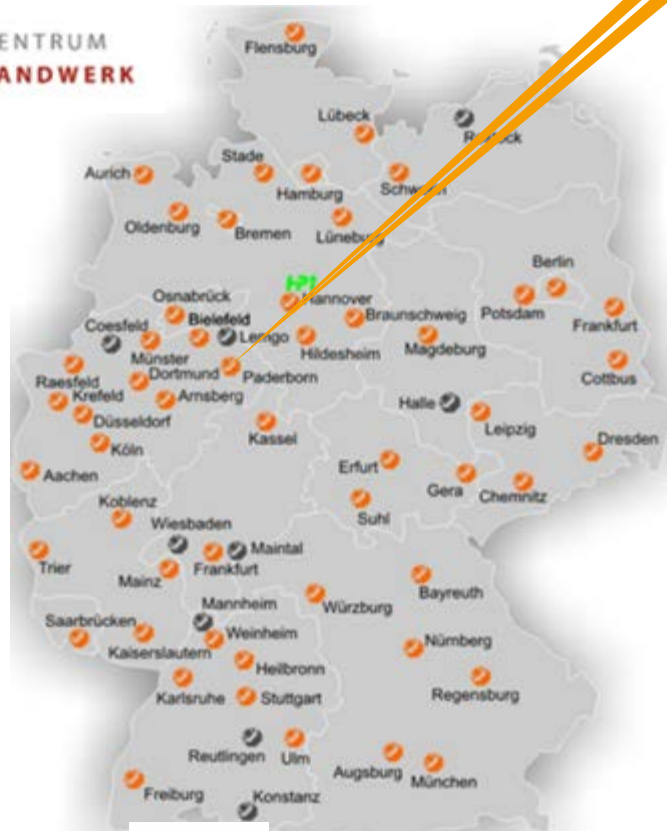 ENTRUM
ANDWERK
Flensburg
Lübeck
Rostock
Stade
Aurich
Hamburg
Schwerin
Oldenburg
Bremen
Lüneburg
Berlin
HPI
Hannover
Osnabrück
Potsdam
Frankfurt
Bielefeld
Braunschweig
Coesfeld
Lemgo
Magdeburg
Münster
Hildesheim
Cottbus
Raesfeld
Dortmund
Paderborn
Krefeld
Arnsberg
Halle
Düsseldorf
Leipzig
Kassel
Dresden
Köln
Erfurt
Aachen
Gera
Chemnitz
Koblenz
Suhl
Wiesbaden
Maintal
Trier
Mainz
Frankfurt
Bayreuth
Mannheim
Würzburg
Saarbrücken
Weinheim
Kaiserslautern
Nürnberg
Heilbronn
Karlsruhe
Stuttgart
Regensburg
Reutlingen
Ulm
Augsburg
München
Freiburg
Konstanz